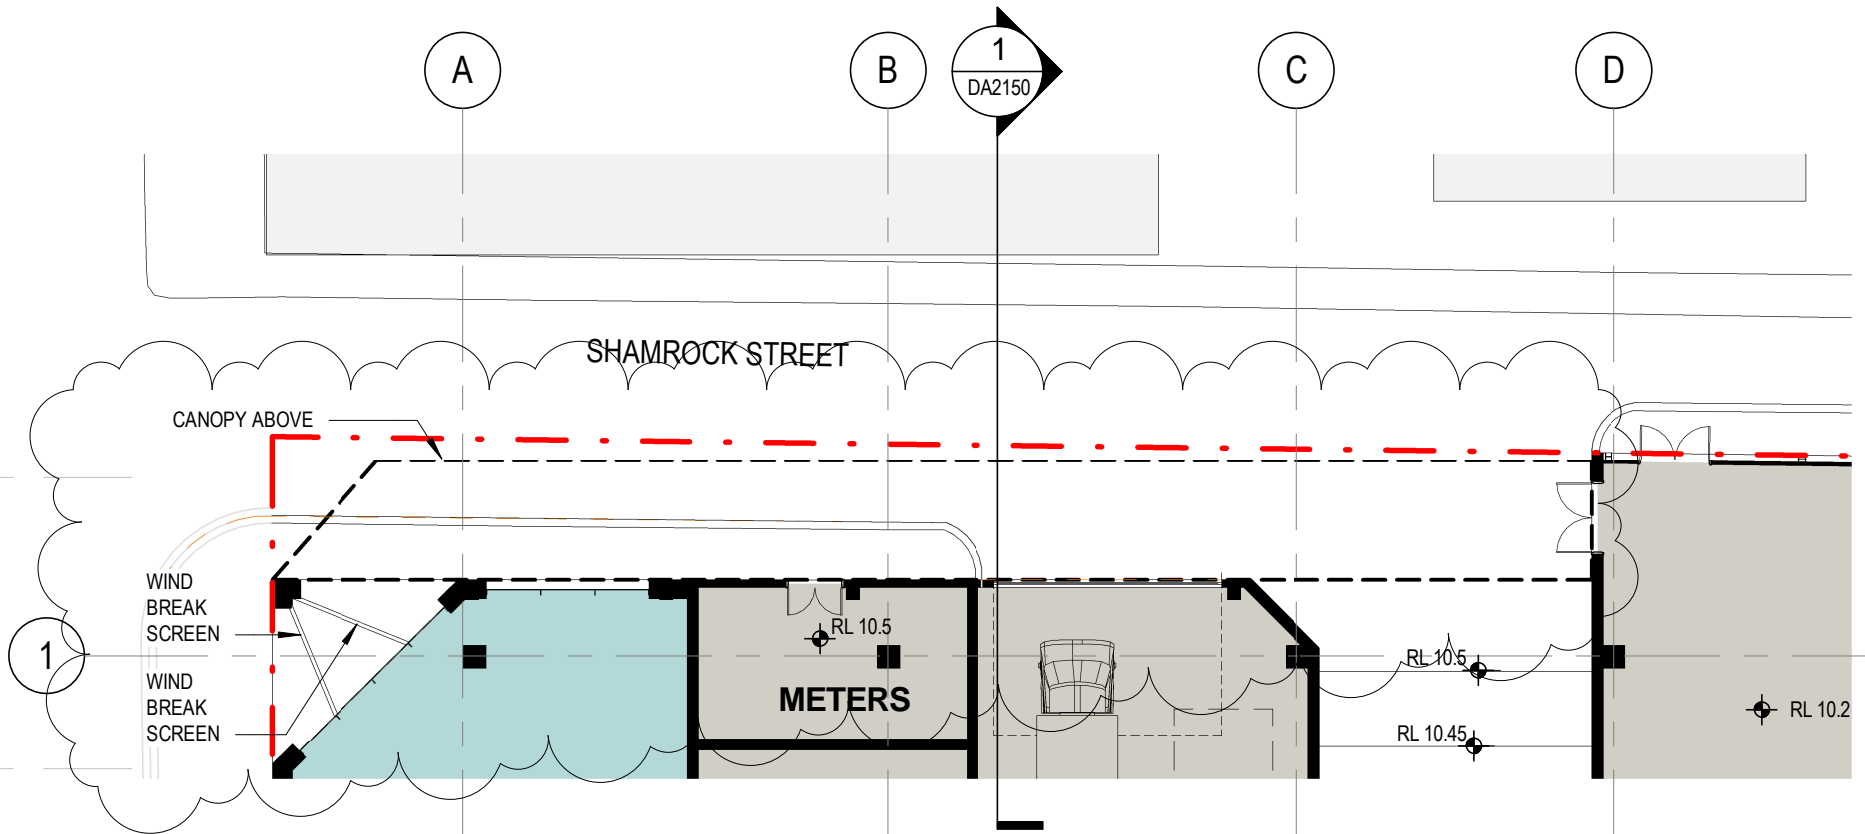 A
B
1
DA2150
C
D
SHAMROCK STREET
CANOPY ABOVE
WIND
BREAK
SCREEN
1
WIND
BREAK
SCREEN
RL 10.5
METERS
RL 10.5
RL 10.45
RL 10.2